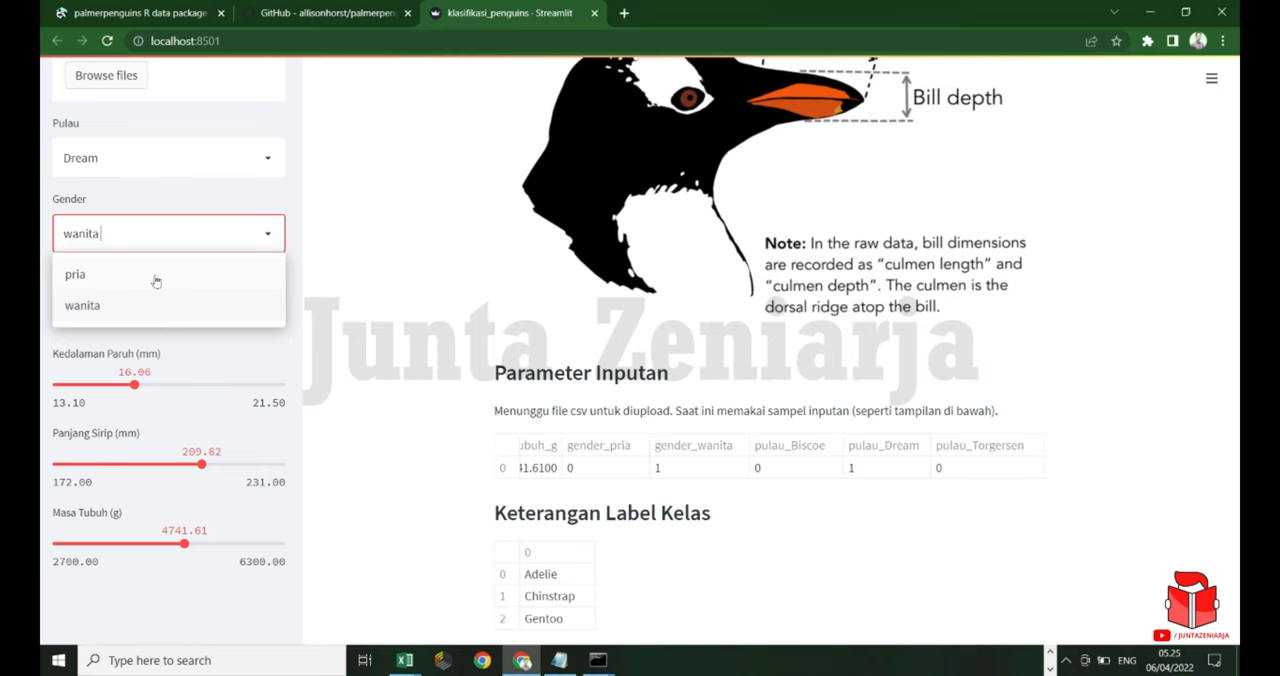 palmerpenguins R data package
GitHub - allisonhorst/palmerpen
klasifikasi_penguins · Streamlit
localhost:8501
Browse files
Pulau
Dream
Gender
wanita
pria
wanita
Kedalaman Paruh (mm)
16.06
13.10 21.50
Panjang Sirip (mm)
209.82
172.00 231.00
Masa Tubuh (g)
4741.61
2700.00 6300.00
Bill depth
Note: In the raw data, bill dimensions
are recorded as “culmen length” and
“culmen depth”. The culmen is the
dorsal ridge atop the bill.
Junta Zeniarja
Parameter Inputan
Menunggu file csv untuk diupload. Saat ini memakai sampel inputan (seperti tampilan di bawah).
ubuh_g gender_pria gender_wanita pulau_Biscoe pulau_Dream pulau_Torgersen
0 41.6100 0 1 0 1 0
Keterangan Label Kelas
0
0 Adelie
1 Chinstrap
2 Gentoo
/ JUNTAZENIARJA
Type here to search
ENG
05.25
06/04/2022